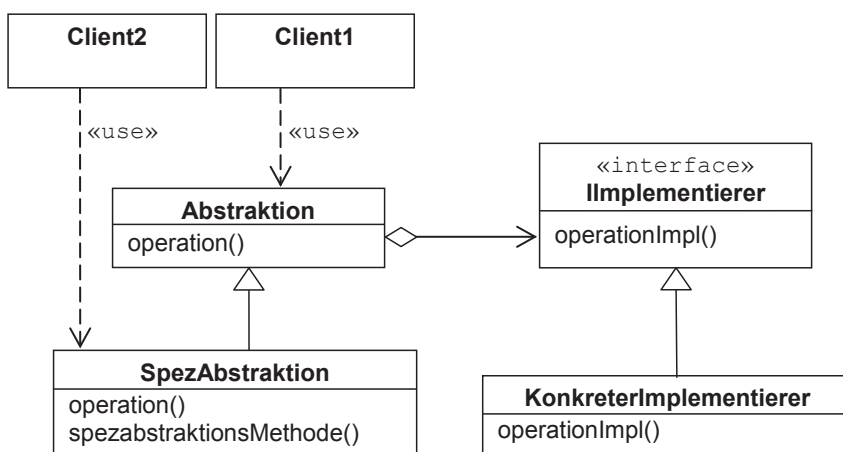 Client2
Client1
«use»
«use»
Abstraktion
operation()
«interface»
IImplementierer
operationImpl()
SpezAbstraktion
operation()
spezabstraktionsMethode()
KonkreterImplementierer
operationImpl()